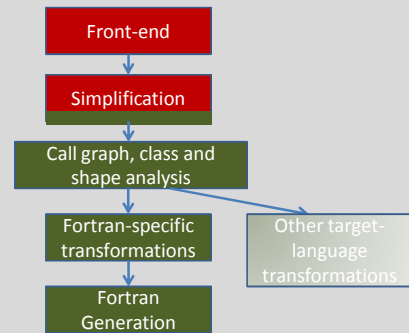 Front-end
Simplification
Call graph, class and
shape analysis
Fortran-specific
transformations
Other target-
language
transformations
Fortran
Generation